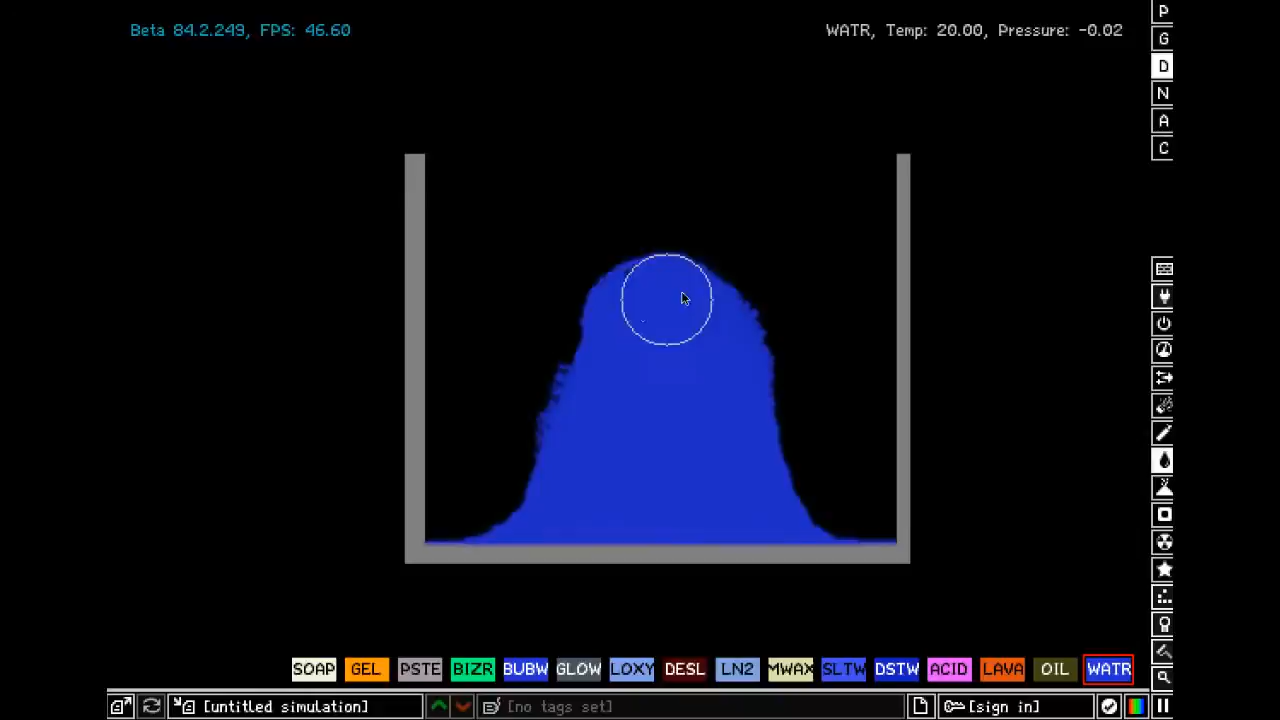 Beta 84.2.249, FPS: 46.60
WATR, Temp: 20.00, Pressure: -0.02
P
G
D
N
A
C
SOAP GEL PSTE BIZR BUBW GLOW LOXY DESL LN2 MWAX SLTW DSTW ACID LAVA OIL WATR
[untitled simulation] [no tags set] [sign in]